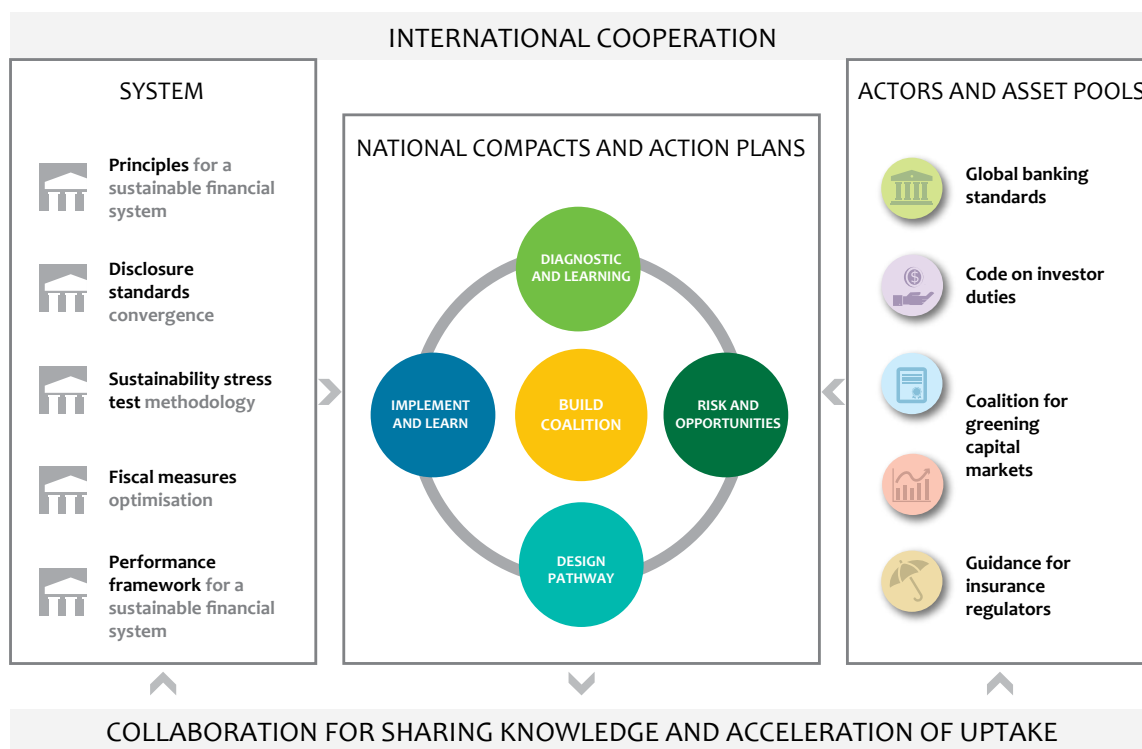 INTERNATIONAL COOPERATION
SYSTEM
Principles for a
sustainable financial
system
Disclosure
standards
convergence
Sustainability stress
test methodology
Fiscal measures
optimisation
Performance
framework for a
sustainable financial
system
NATIONAL COMPACTS AND ACTION PLANS
DIAGNOSTIC
AND LEARNING
IMPLEMENT
AND LEARN
BUILD
COALITION
RISK AND
OPPORTUNITIES
DESIGN
PATHWAY
ACTORS AND ASSET POOLS
Global banking
standards
$
Code on investor
duties
Coalition for
greening
capital
markets
Guidance for
insurance
regulators
COLLABORATION FOR SHARING KNOWLEDGE AND ACCELERATION OF UPTAKE